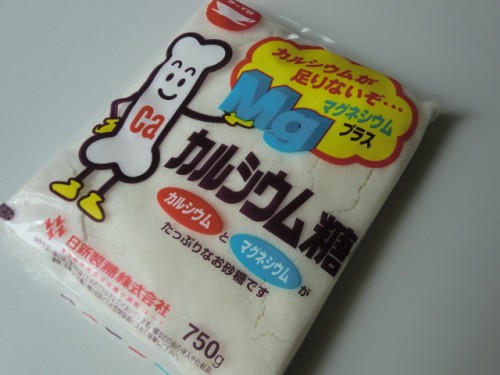 カルシウムが
足りないぞ…
Mg
マグネシウム
プラス
Ca
カルシウム糖
カルシウムとマグネシウムが
たっぷりなお砂糖です
日新製糖株式会社
750g